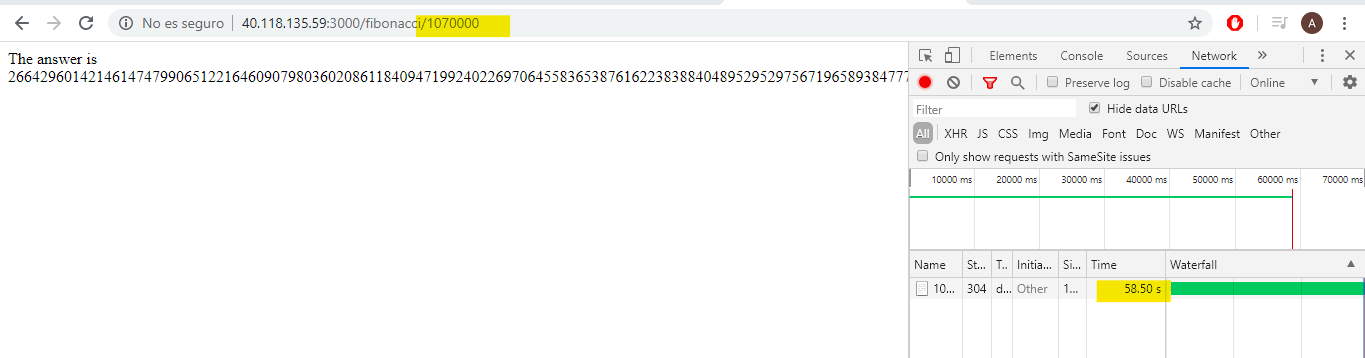 No es seguro 40.118.135.59:3000/fibonacci/1070000 A
The answer is
Elements Console Sources Network
Preserve log Disable cache Online
Filter Hide data URLs
All XHR JS CSS Img Media Font Doc WS Manifest Other
Only show requests with SameSite issues
10000 ms 20000 ms 30000 ms 40000 ms 50000 ms 60000 ms 70000 ms
Name St... T.. Initia... Si... Time Waterfall
10... 304 d... Other 1... 58.50 s